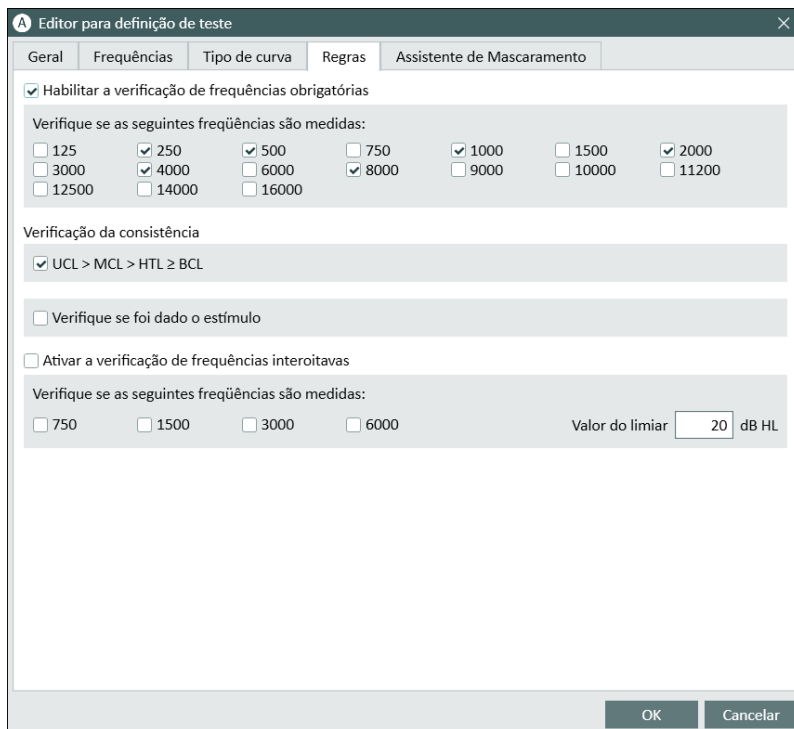 A Editor para definição de teste
Geral Frequências Tipo de curva Regras Assistente de Mascaramento
Habilitar a verificação de frequências obrigatórias
Verifique se as seguintes freqüências são medidas:
125 250 500 750 1000 1500 2000
3000 4000 6000 8000 9000 10000 11200
12500 14000 16000
Verificação da consistência
UCL > MCL > HTL ≥ BCL
Verifique se foi dado o estímulo
Ativar a verificação de frequências interoitavas
Verifique se as seguintes freqüências são medidas:
750 1500 3000 6000 Valor do limiar 20 dB HL
OK Cancelar